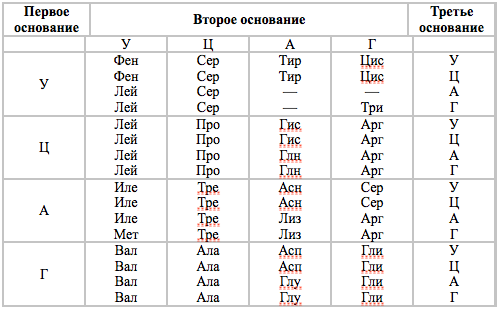 Первое основание Второе основание Третье основание
У Ц А Г
У Фен Сер Тир Цис У
Фен Сер Тир Цис Ц
Лей Сер — — А
Лей Сер — Три Г
Ц Лей Про Гис Арг У
Лей Про Гис Арг Ц
Лей Про Глн Арг А
Лей Про Глн Арг Г
А Иле Тре Асн Сер У
Иле Тре Асн Сер Ц
Иле Тре Лиз Арг А
Мет Тре Лиз Арг Г
Г Вал Ала Асп Гли У
Вал Ала Асп Гли Ц
Вал Ала Глу Гли А
Вал Ала Глу Гли Г